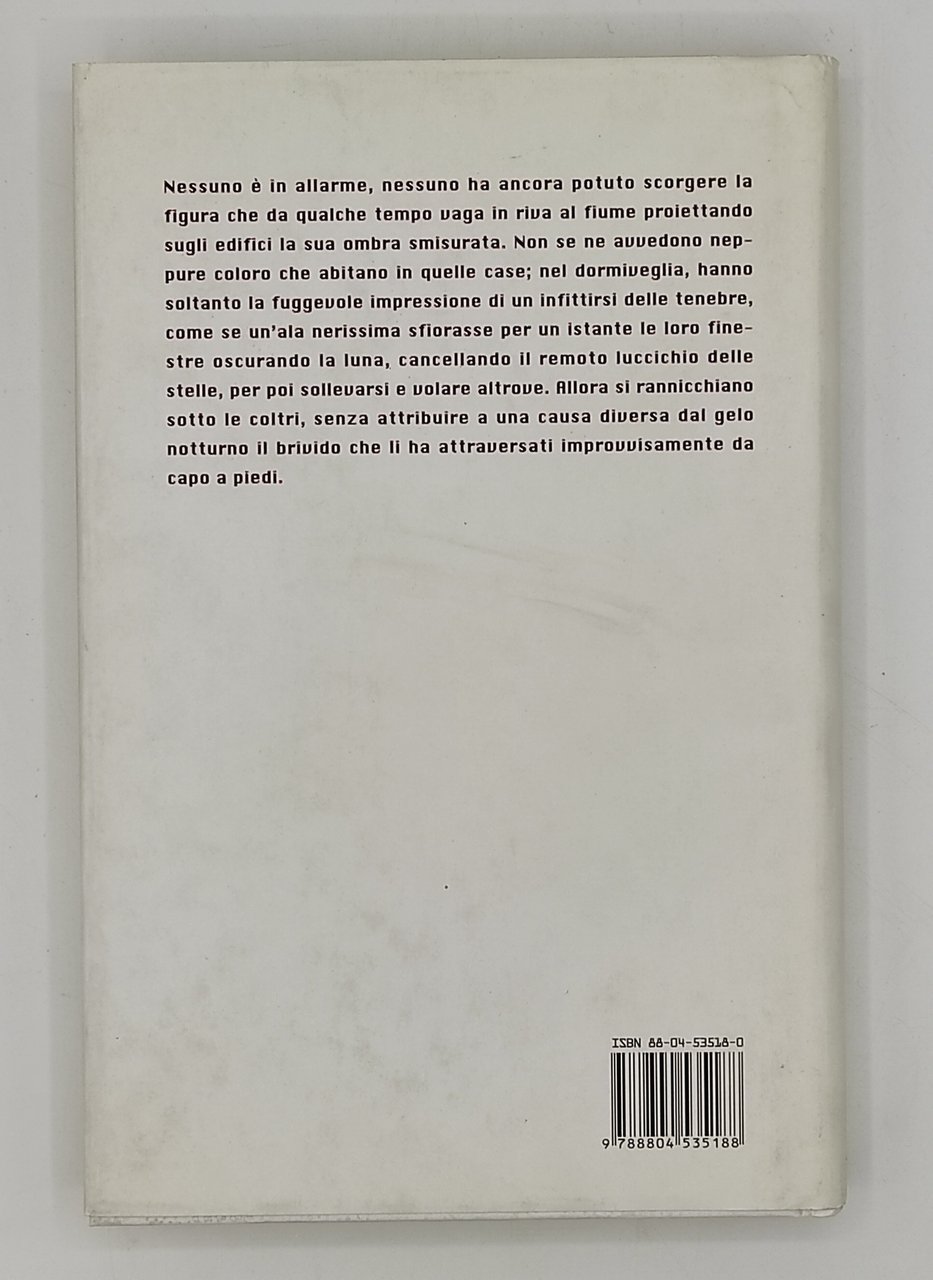 Nessuno è in allarme, nessuno ha ancora potuto scorgere la
figura che da qualche tempo vaga in riva al fiume proiettando
sugli edifici la sua ombra smisurata. Non se ne avvedono nep-
pure coloro che abitano in quelle case; nel dormiveglia, hanno
soltanto la fuggevole impressione di un infittirsi delle tenebre,
come se un'ala nerissima sfiorasse per un istante le loro fine-
stre oscurando la luna, cancellando il remoto luccichio delle
stelle, per poi sollevarsi e volare altrove. Allora si rannicchiano
sotto le coltri, senza attribuire a una causa diversa dal gelo
notturno il brivido che li ha attraversati improvvisamente da
capo a piedi.
ISBN 88-04-53518-0
9 788804 535188